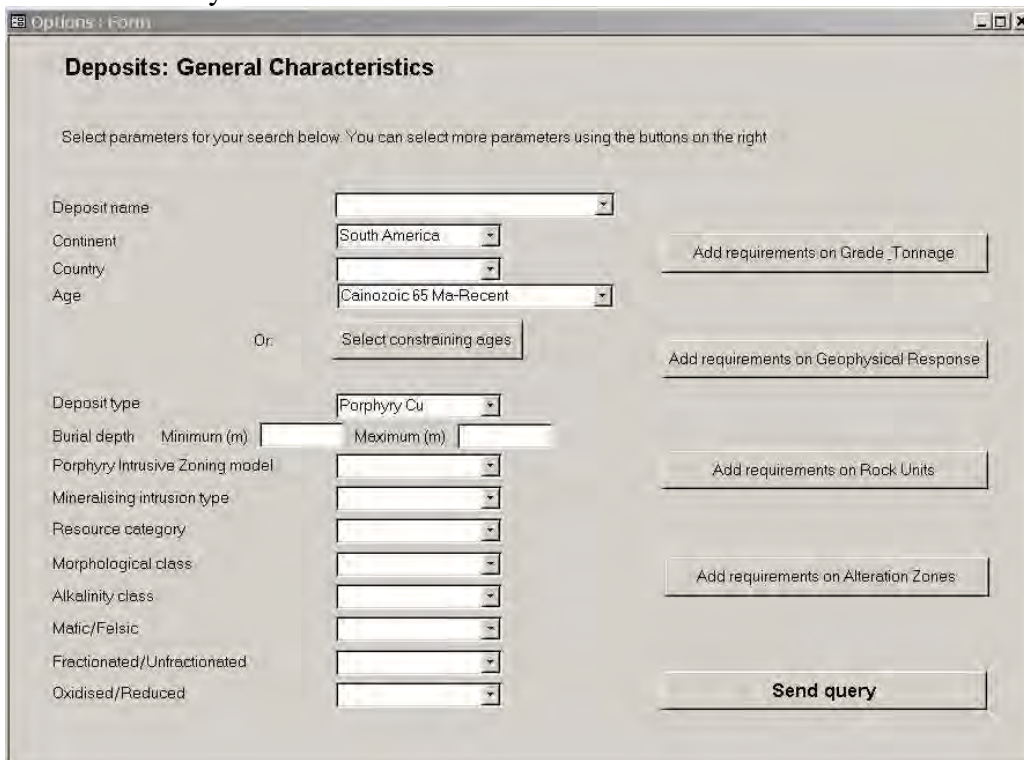 Options : Form
Deposits: General Characteristics
Select parameters for your search below. You can select more parameters using the buttons on the right
Deposit name
Continent South America
Add requirements on Grade_Tonnage
Country
Age Cainozoic 65 Ma-Recent
Or: Select constraining ages
Add requirements on Geophysical Response
Deposit type Porphyry Cu
Burial depth Minimum (m) Maximum (m)
Porphyry Intrusive Zoning model
Add requirements on Rock Units
Mineralising intrusion type
Resource category
Morphological class
Add requirements on Alteration Zones
Alkalinity class
Mafic/Felsic
Fractionated/Unfractionated
Oxidised/Reduced
Send query